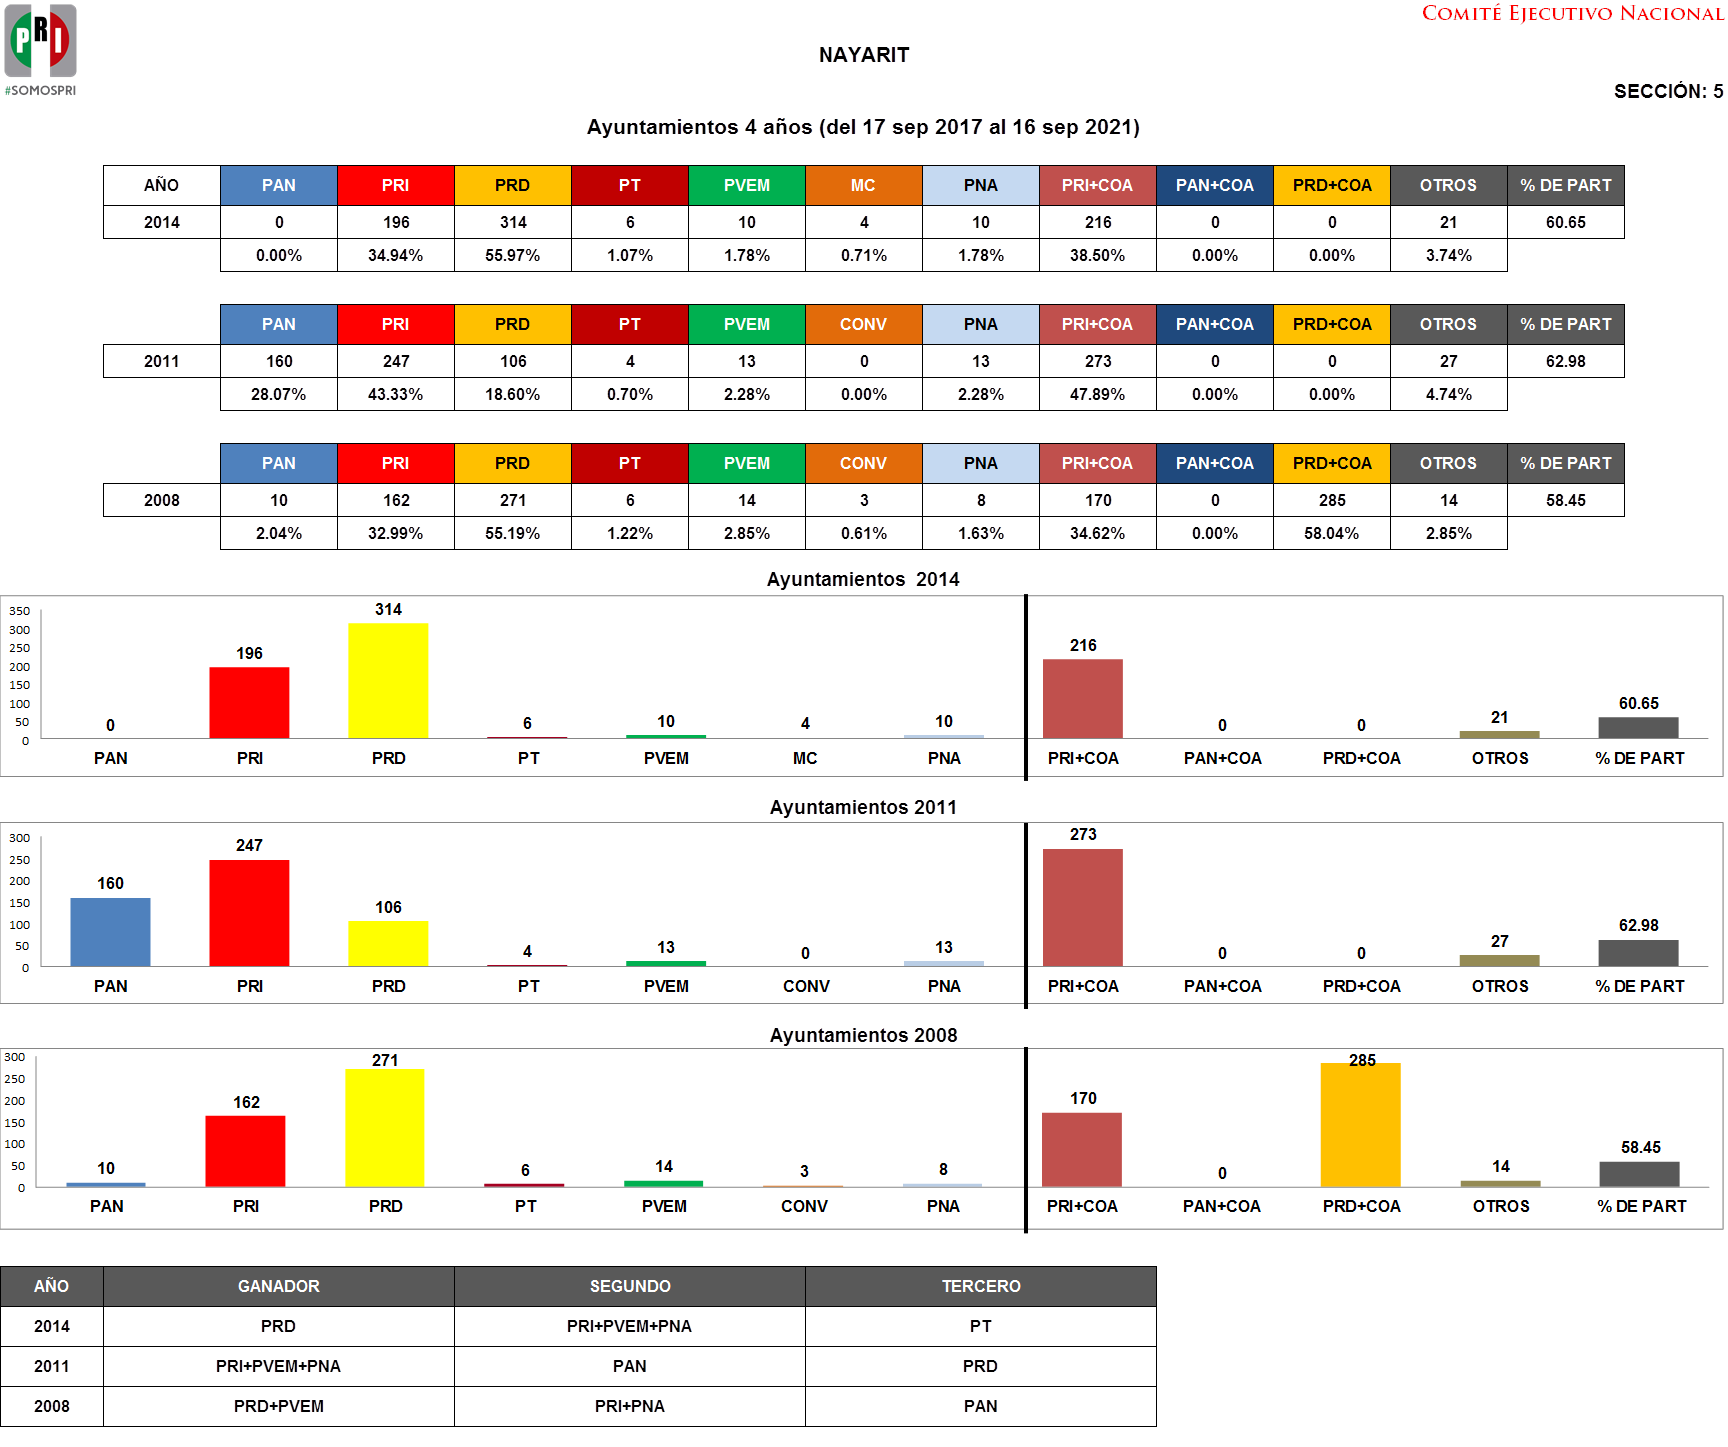 PRI
#SOMOSPRI
COMITÉ EJECUTIVO NACIONAL
NAYARIT
SECCIÓN: 5
Ayuntamientos 4 años (del 17 sep 2017 al 16 sep 2021)
AÑO PAN PRI PRD PT PVEM MC PNA PRI+COA PAN+COA PRD+COA OTROS % DE PART
2014 0 196 314 6 10 4 10 216 0 0 21 60.65
0.00% 34.94% 55.97% 1.07% 1.78% 0.71% 1.78% 38.50% 0.00% 0.00% 3.74%
PAN PRI PRD PT PVEM CONV PNA PRI+COA PAN+COA PRD+COA OTROS % DE PART
2011 160 247 106 4 13 0 13 273 0 0 27 62.98
28.07% 43.33% 18.60% 0.70% 2.28% 0.00% 2.28% 47.89% 0.00% 0.00% 4.74%
PAN PRI PRD PT PVEM CONV PNA PRI+COA PAN+COA PRD+COA OTROS % DE PART
2008 10 162 271 6 14 3 8 170 0 285 14 58.45
2.04% 32.99% 55.19% 1.22% 2.85% 0.61% 1.63% 34.62% 0.00% 58.04% 2.85%
Ayuntamientos 2014
350
300
250
200
150
100
50
0
0 196 314 6 10 4 10 216 0 0 21 60.65
PAN PRI PRD PT PVEM MC PNA PRI+COA PAN+COA PRD+COA OTROS % DE PART
Ayuntamientos 2011
300
250
200
150
100
50
0
160 247 106 4 13 0 13 273 0 0 27 62.98
PAN PRI PRD PT PVEM CONV PNA PRI+COA PAN+COA PRD+COA OTROS % DE PART
Ayuntamientos 2008
300
250
200
150
100
50
0
10 162 271 6 14 3 8 170 0 285 14 58.45
PAN PRI PRD PT PVEM CONV PNA PRI+COA PAN+COA PRD+COA OTROS % DE PART
AÑO GANADOR SEGUNDO TERCERO
2014 PRD PRI+PVEM+PNA PT
2011 PRI+PVEM+PNA PAN PRD
2008 PRD+PVEM PRI+PNA PAN